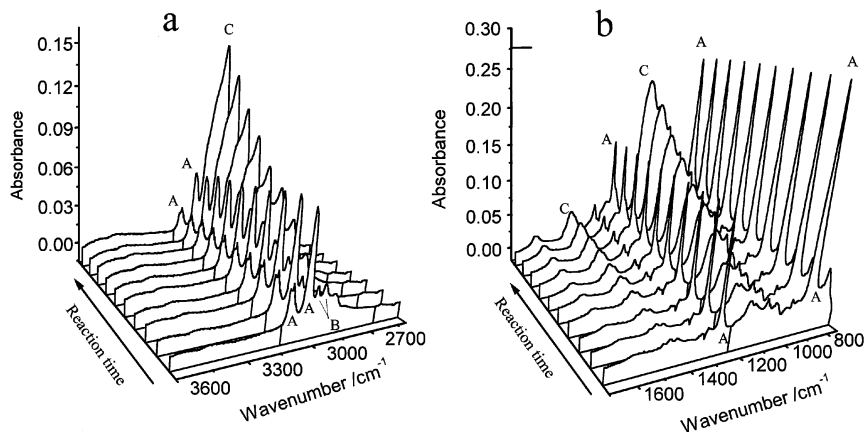 a
C
0.15
0.12
0.09
0.06
0.03
0.00
Absorbance
A
A
A
A
B
Reaction time
3600
3300
3000
2700
Wavenumber /cm-1
b
0.30
0.25
0.20
0.15
0.10
0.05
0.00
Absorbance
A
A
C
A
C
A
A
Reaction time
1600
1400
1200
1000
800
Wavenumber /cm-1